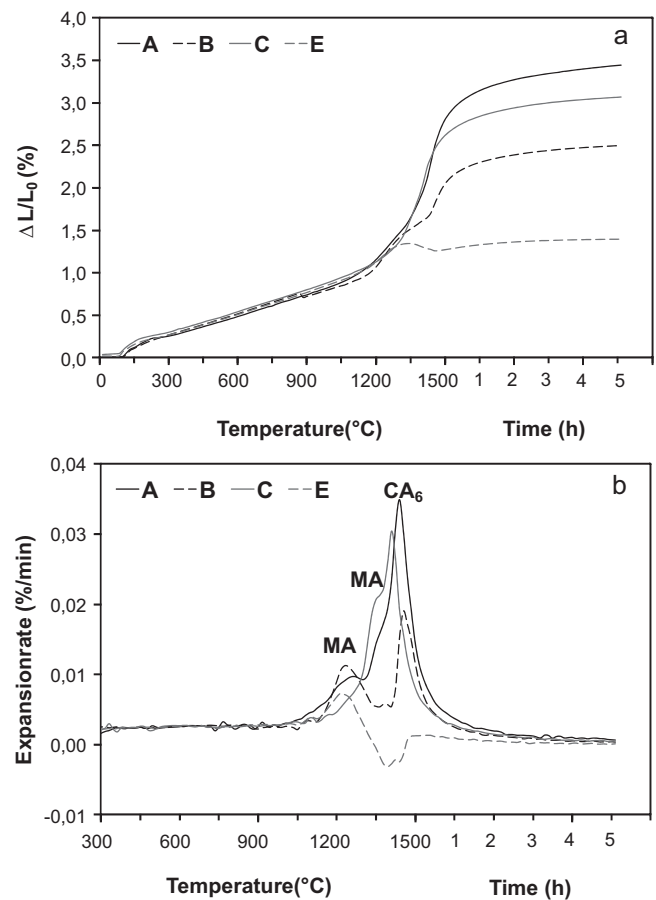 4,0
a
A B C E
3,5
3,0
2,5
2,0
1,5
1,0
0,5
0,0
Δ L/L₀ (%)
0 300 600 900 1200 1500 1 2 3 4 5
Temperature(°C) Time (h)
0,04
b
A B C E
CA₆
0,03
MA
0,02
MA
0,01
0,00
-0,01
Expansionrate (%/min)
300 600 900 1200 1500 1 2 3 4 5
Temperature(°C) Time (h)